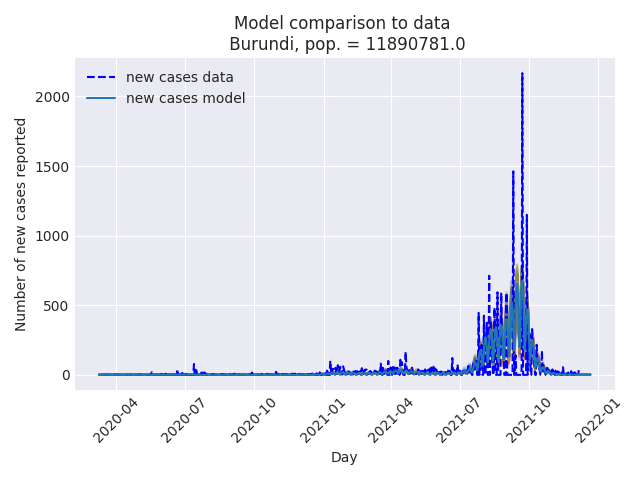 Model comparison to data
Burundi, pop. = 11890781.0
new cases data
new cases model
Number of new cases reported
2000
1500
1000
500
0
2020-04
2020-07
2020-10
2021-01
2021-04
2021-07
2021-10
2022-01
Day